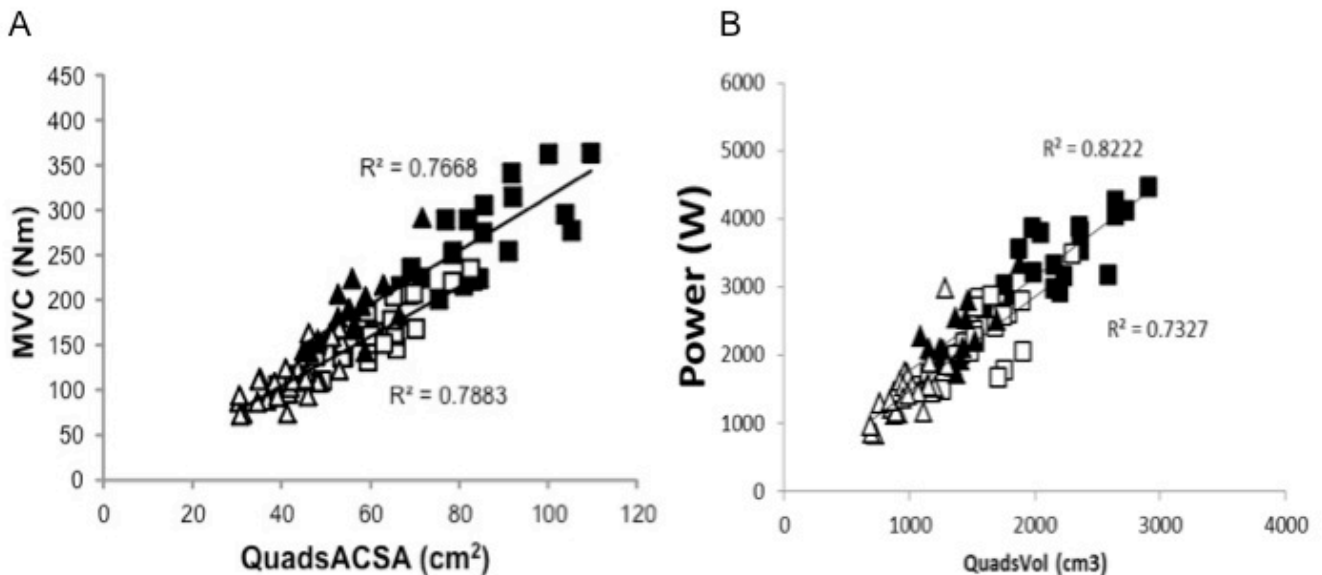 A
450
400
350
300
250
200
150
100
50
0
MVC (Nm)
R² = 0.7668
R² = 0.7883
0 20 40 60 80 100 120
QuadsACSA (cm²)
B
6000
5000
4000
3000
2000
1000
0
Power (W)
R² = 0.8222
R² = 0.7327
0 1000 2000 3000 4000
QuadsVol (cm3)